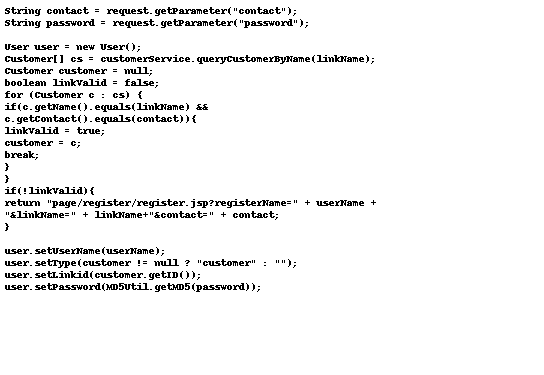 String contact = request.getParameter("contact");
String password = request.getParameter("password");
User user = new User();
Customer[] cs = customerService.queryCustomerByName(linkName);
Customer customer = null;
boolean linkValid = false;
for (Customer c : cs) {
if(c.getName().equals(linkName) &&
c.getContact().equals(contact)){
linkValid = true;
customer = c;
break;
}
}
if(!linkValid){
return "page/register/register.jsp?registerName=" + userName +
"&linkName=" + linkName+"&contact=" + contact;
}
user.setUserName(userName);
user.setType(customer != null ? "customer" : "");
user.setLinkid(customer.getID());
user.setPassword(MD5Util.getMD5(password));